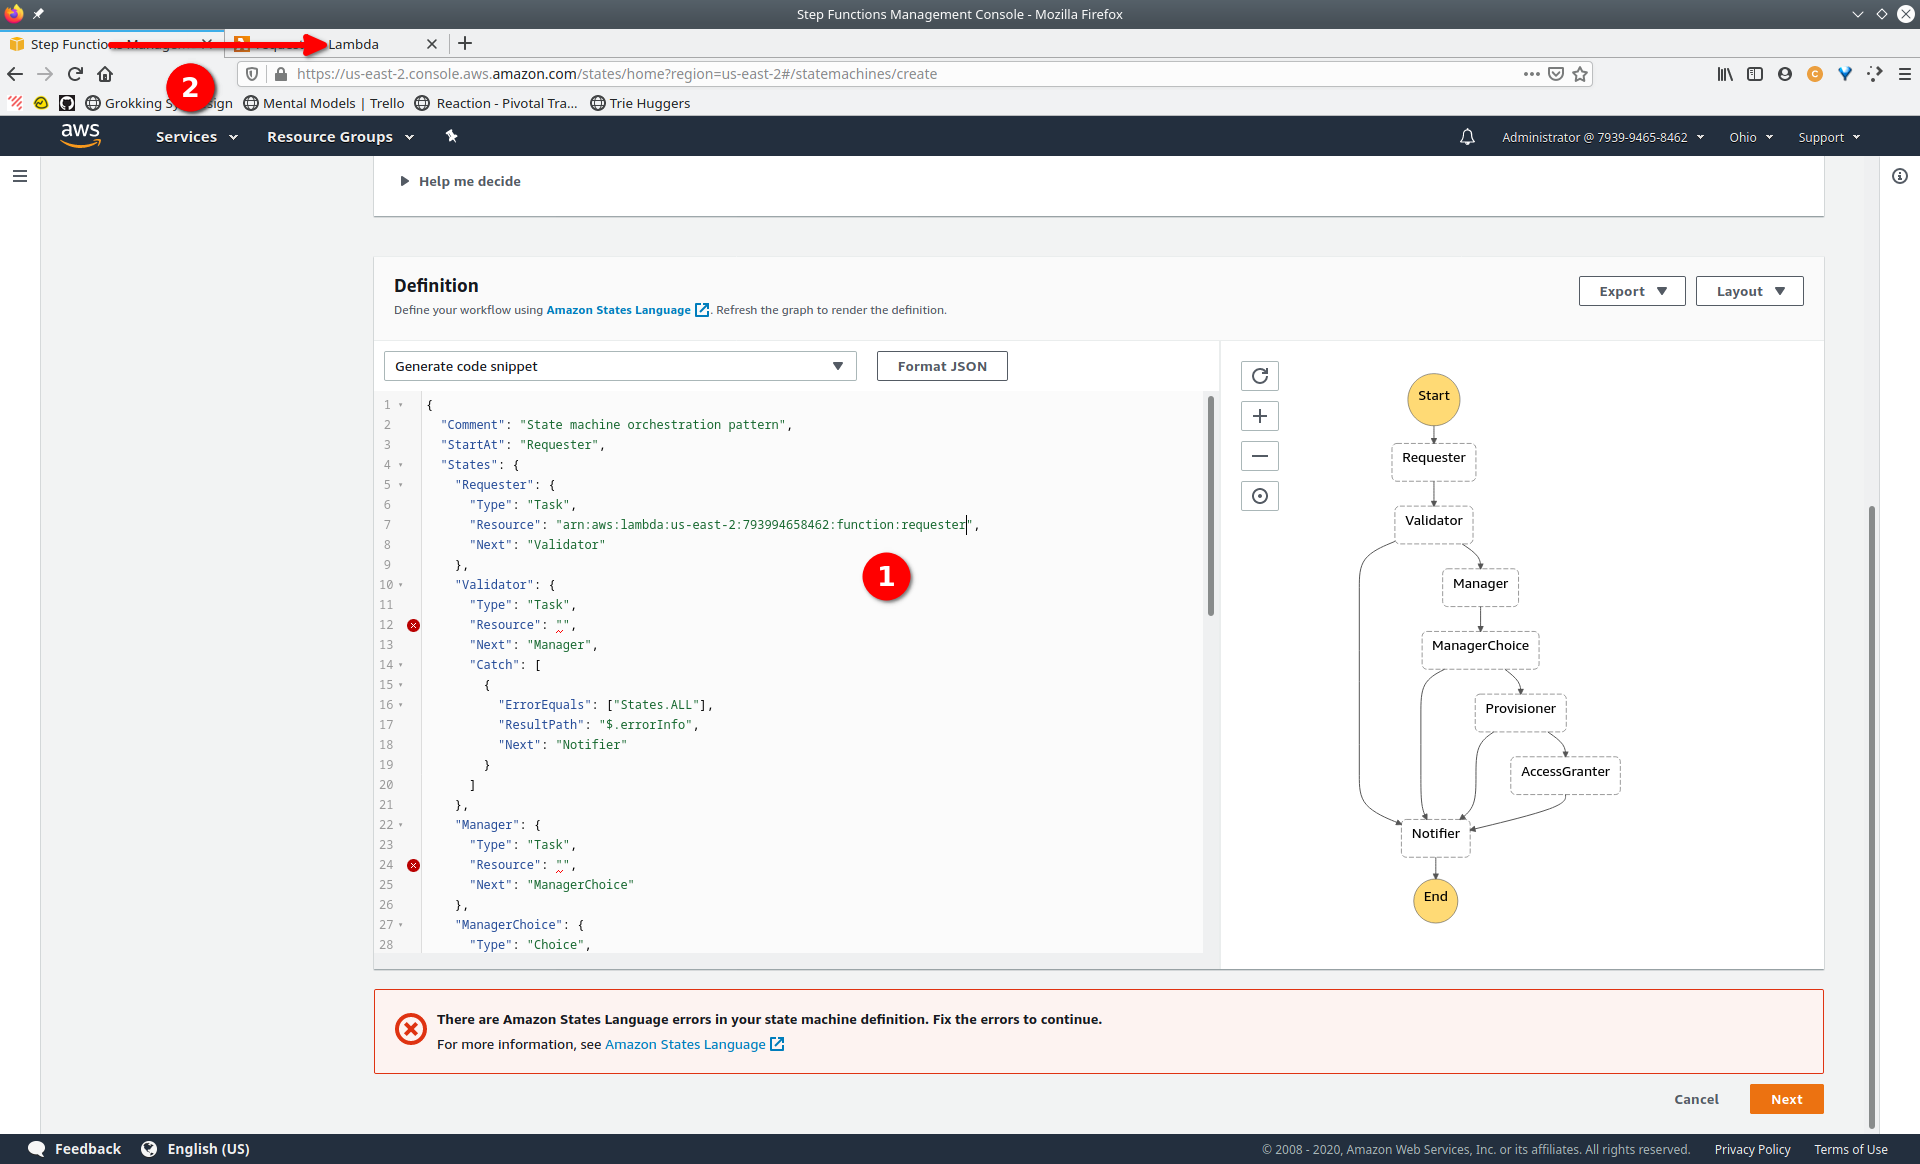 Step Functions Management Console - Mozilla Firefox
Step Functio
Lambda
https://us-east-2.console.aws.amazon.com/states/home?region=us-east-2#/statemachines/create
2
Grokking Sy
ign
Mental Models | Trello
Reaction - Pivotal Tra...
Trie Huggers
aws
Services
Resource Groups
Administrator @ 7939-9465-8462
Ohio
Support
Help me decide
Definition
Define your workflow using Amazon States Language . Refresh the graph to render the definition.
Export
Layout
Generate code snippet
Format JSON
1 {
2 "Comment": "State machine orchestration pattern",
3 "StartAt": "Requester",
4 "States": {
5 "Requester": {
6 "Type": "Task",
7 "Resource": "arn:aws:lambda:us-east-2:793994658462:function:requester",
8 "Next": "Validator"
9 },
10 "Validator": {
11 "Type": "Task",
12 "Resource": "",
13 "Next": "Manager",
14 "Catch": [
15 {
16 "ErrorEquals": ["States.ALL"],
17 "ResultPath": "$.errorInfo",
18 "Next": "Notifier"
19 }
20 ]
21 },
22 "Manager": {
23 "Type": "Task",
24 "Resource": "",
25 "Next": "ManagerChoice"
26 },
27 "ManagerChoice": {
28 "Type": "Choice",
1
Start
Requester
Validator
Manager
ManagerChoice
Provisioner
AccessGranter
Notifier
End
There are Amazon States Language errors in your state machine definition. Fix the errors to continue.
For more information, see Amazon States Language
Cancel
Next
Feedback
English (US)
© 2008 - 2020, Amazon Web Services, Inc. or its affiliates. All rights reserved.
Privacy Policy
Terms of Use